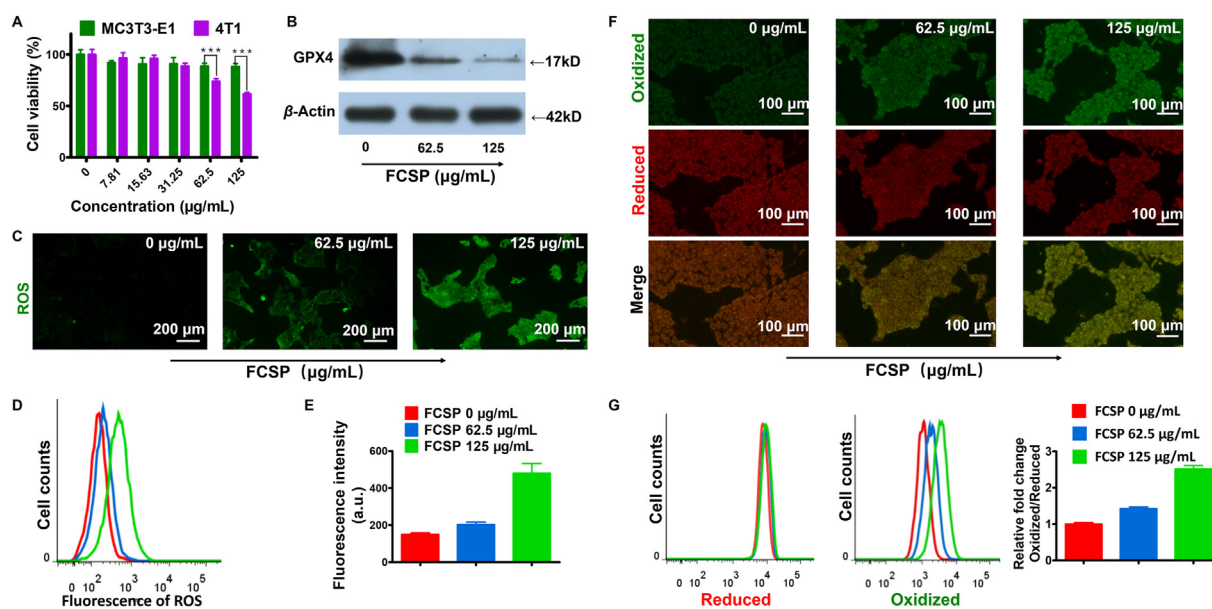 A
MC3T3-E1 4T1
Cell viability (%)
150
100
50
0
*** ***
0 7.81 15.63 31.25 62.5 125
Concentration (μg/mL)
B
GPX4 ←17kD
β-Actin ←42kD
0 62.5 125
FCSP (μg/mL)
C
ROS
0 μg/mL 62.5 μg/mL 125 μg/mL
200 μm 200 μm 200 μm
FCSP (μg/mL)
D
Cell counts
0
0 10² 10³ 10⁴ 10⁵
Fluorescence of ROS
E
FCSP 0 μg/mL
FCSP 62.5 μg/mL
FCSP 125 μg/mL
Fluorescence intensity
(a.u.)
600
400
200
0
F
0 μg/mL 62.5 μg/mL 125 μg/mL
Oxidized
100 μm 100 μm 100 μm
Reduced
100 μm 100 μm 100 μm
Merge
100 μm 100 μm 100 μm
FCSP (μg/mL)
G
Cell counts
0
0 10² 10³ 10⁴ 10⁵
Reduced
Cell counts
0
0 10² 10³ 10⁴ 10⁵
Oxidized
FCSP 0 μg/mL
FCSP 62.5 μg/mL
FCSP 125 μg/mL
Relative fold change
Oxidized/Reduced
3
2
1
0